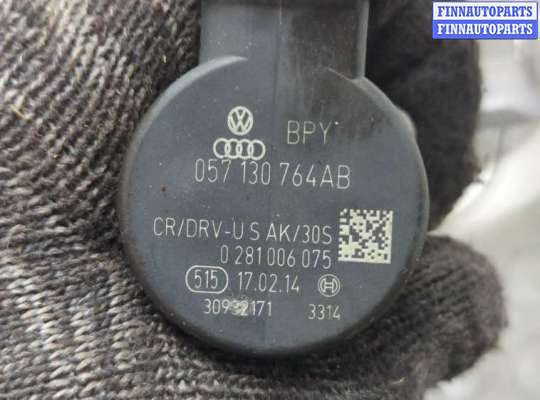 FINNAUTOPARTS
FINNAUTOPARTS
BPY
057 130 764AB
CR/DRV-U S AK/30S
0 281 006 075
515 17.02.14
30932171 3314